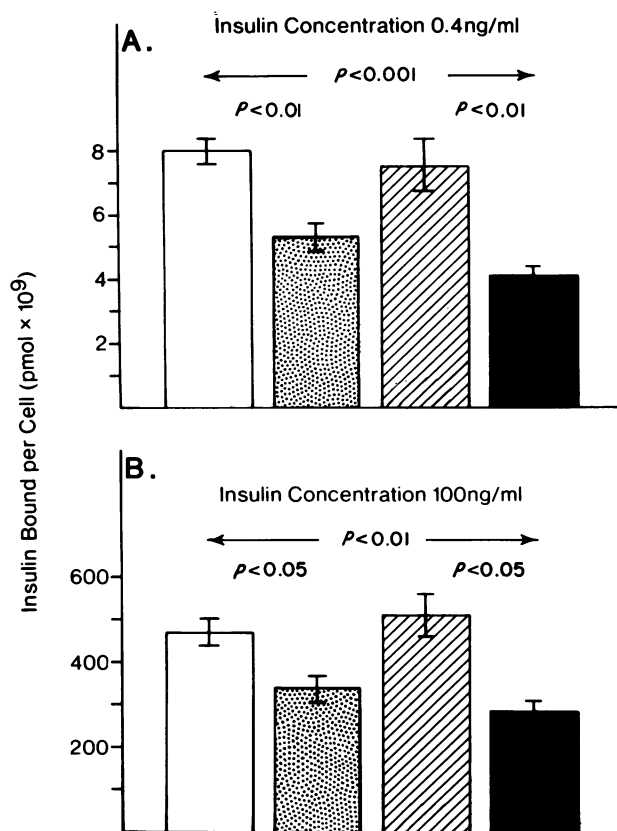 A.
Insulin Concentration 0.4ng/ml
P<0.001
P<0.01 P<0.01
8
6
4
2
Insulin Bound per Cell (pmol × 10⁹)
B.
Insulin Concentration 100ng/ml
P<0.01
P<0.05 P<0.05
600
400
200